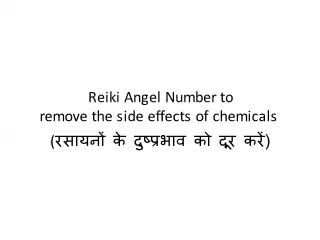 Reiki Angel Number to
remove the side effects of chemicals
(रसायनों के दुष्प्रभाव को दूर करें)